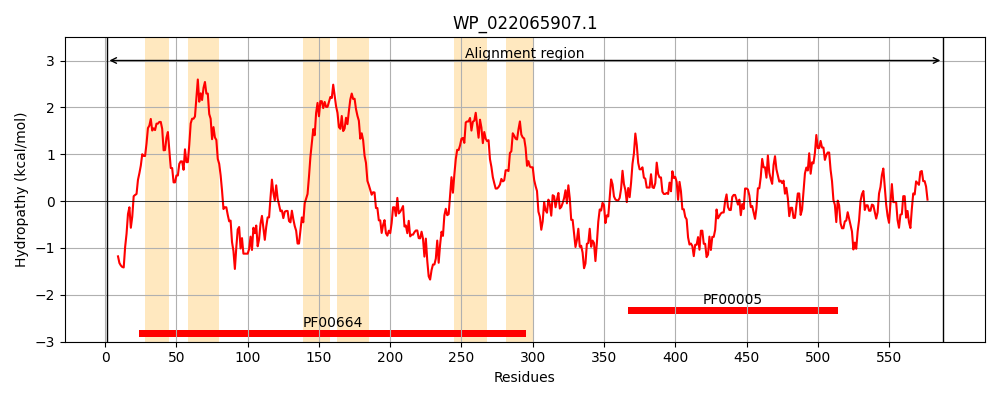 WP_022065907.1
Alignment region
3
2
1
0
−1
−2
−3
Hydropathy (kcal/mol)
PF00005
PF00664
0 50 100 150 200 250 300 350 400 450 500 550
Residues